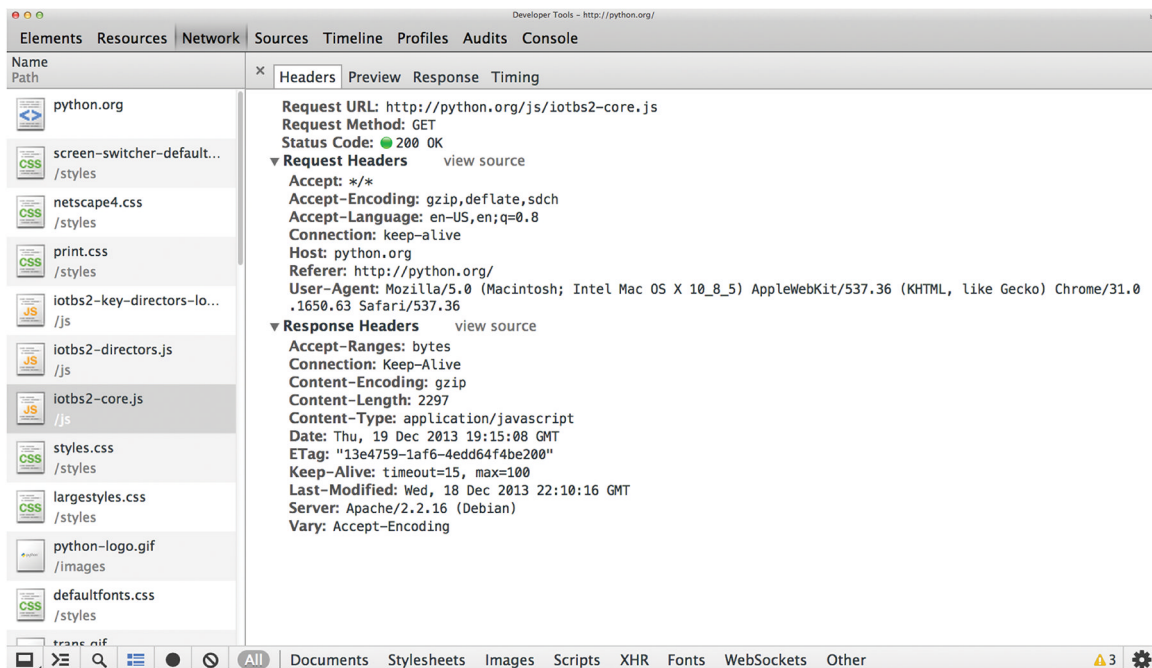 Developer Tools - http://python.org/
Elements Resources Network Sources Timeline Profiles Audits Console
Name
Path
python.org
screen-switcher-default...
/styles
netscape4.css
/styles
print.css
/styles
iotbs2-key-directors-lo...
/js
iotbs2-directors.js
/js
iotbs2-core.js
/js
styles.css
/styles
largestyles.css
/styles
python-logo.gif
/images
defaultfonts.css
/styles
trans.gif
× Headers Preview Response Timing
Request URL: http://python.org/js/iotbs2-core.js
Request Method: GET
Status Code: 200 OK
Request Headers view source
Accept: */*
Accept-Encoding: gzip,deflate,sdch
Accept-Language: en-US,en;q=0.8
Connection: keep-alive
Host: python.org
Referer: http://python.org/
User-Agent: Mozilla/5.0 (Macintosh; Intel Mac OS X 10_8_5) AppleWebKit/537.36 (KHTML, like Gecko) Chrome/31.0
.1650.63 Safari/537.36
Response Headers view source
Accept-Ranges: bytes
Connection: Keep-Alive
Content-Encoding: gzip
Content-Length: 2297
Content-Type: application/javascript
Date: Thu, 19 Dec 2013 19:15:08 GMT
ETag: "13e4759-1af6-4edd64f4be200"
Keep-Alive: timeout=15, max=100
Last-Modified: Wed, 18 Dec 2013 22:10:16 GMT
Server: Apache/2.2.16 (Debian)
Vary: Accept-Encoding
All Documents Stylesheets Images Scripts XHR Fonts WebSockets Other 3